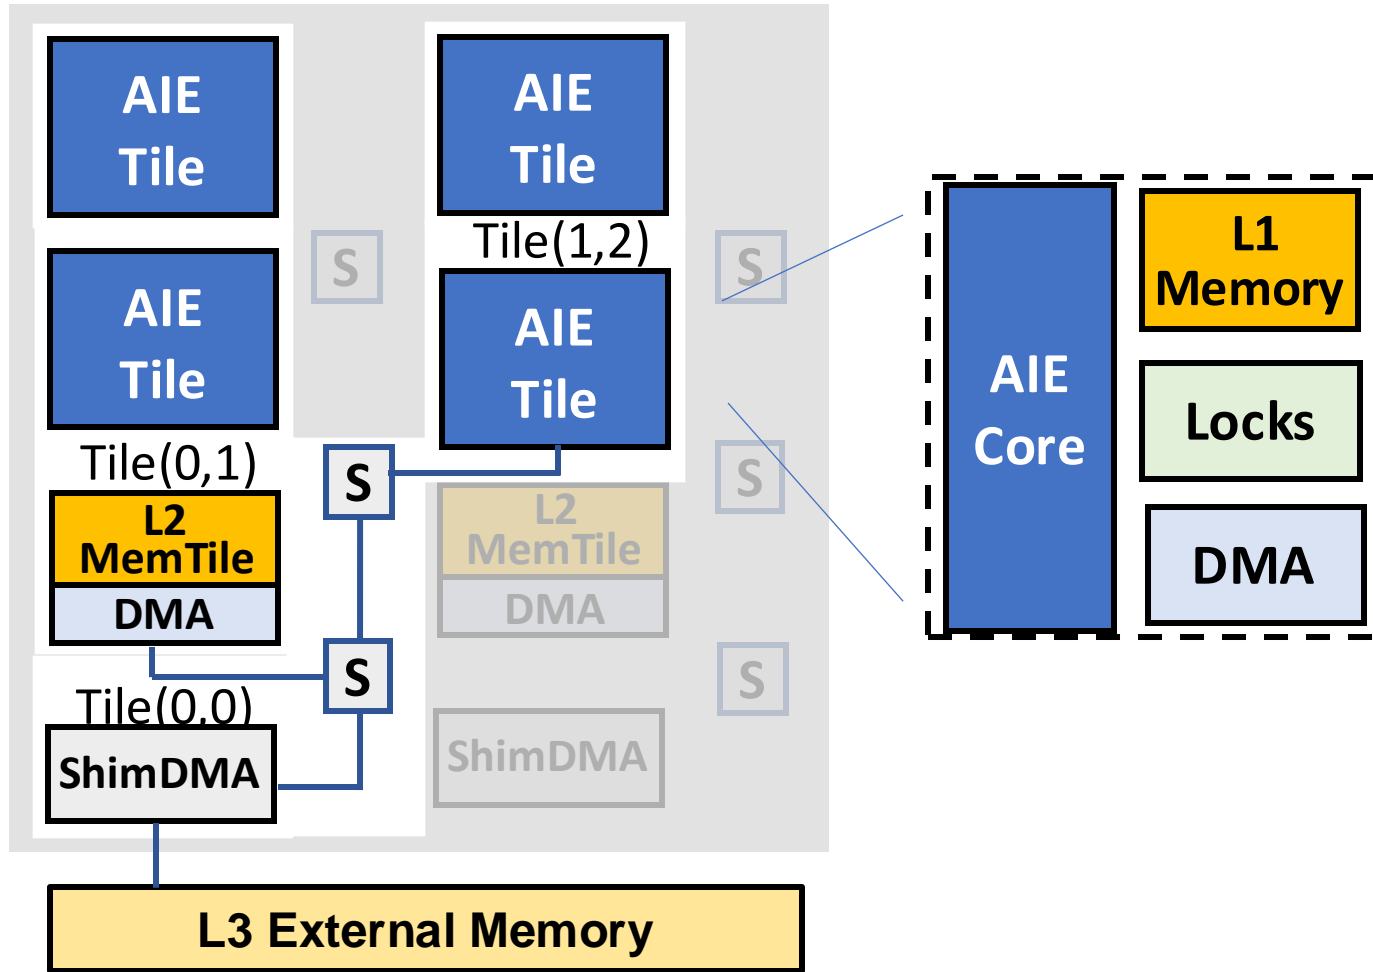 AIE
Tile
AIE
Tile
Tile(1,2)
S
S
AIE
Tile
AIE
Tile
Tile(0,1)
S
S
L2
MemTile
DMA
L2
MemTile
DMA
S
S
Tile(0,0)
ShimDMA
ShimDMA
L3 External Memory
AIE
Core
L1
Memory
Locks
DMA